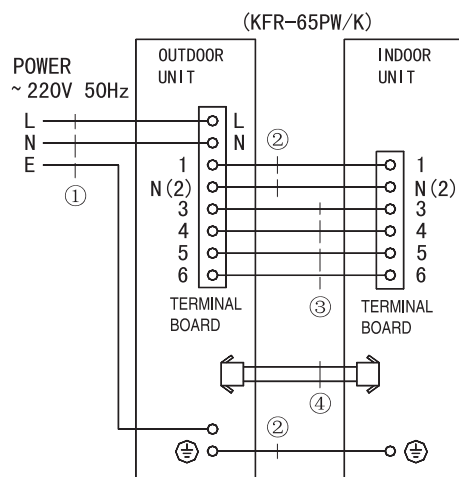 (KFR-65PW/K)
OUTDOOR
UNIT
INDOOR
UNIT
POWER
~220V 50Hz
L
L
N
N
E
①
②
1
1
N(2)
N(2)
3
3
4
4
5
5
6
6
③
TERMINAL
BOARD
TERMINAL
BOARD
④
②